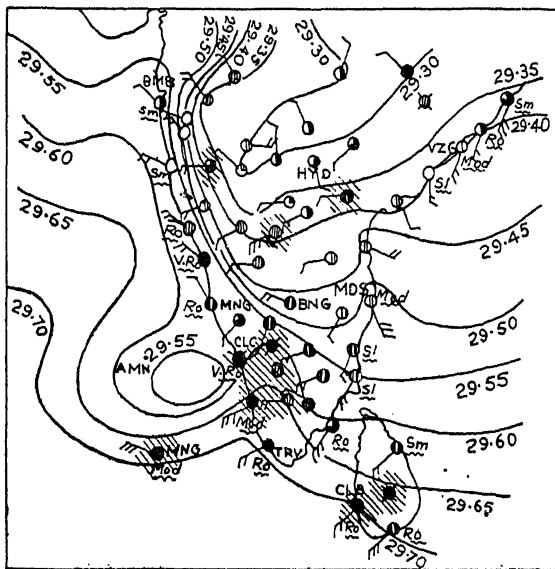 29·50
29·45
29·40
29·35
29·30
29·55
BMB
29·30
29·35
Sm
Sm
29·40
VZG
Mod
Ro
29·60
Sm
HYD
Sl
29·65
Ro
29·45
V.Ro
29·70
Ro
MNG
BNG
MDS
Mod
29·50
29·55
CLG
Sl
AMN
V.Ro
Sl
29·55
Mod
Ro
29·60
MNG
Mod
Ro
TRV
Sm
CLB
29·65
Ro
Ro
29·70